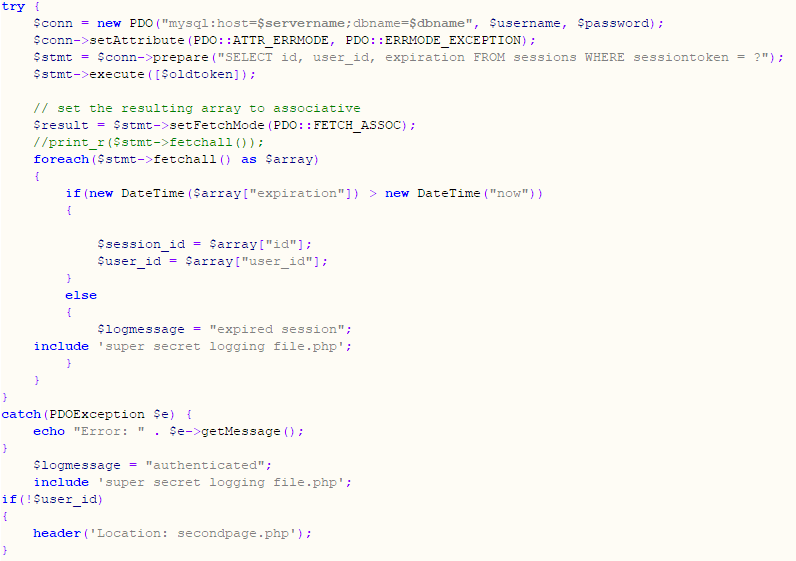 try {
    $conn = new PDO("mysql:host=$servername;dbname=$dbname", $username, $password);
    $conn->setAttribute(PDO::ATTR_ERRMODE, PDO::ERRMODE_EXCEPTION);
    $stmt = $conn->prepare("SELECT id, user_id, expiration FROM sessions WHERE sessiontoken = ?");
    $stmt->execute([$oldtoken]);

    // set the resulting array to associative
    $result = $stmt->setFetchMode(PDO::FETCH_ASSOC);
    //print_r($stmt->fetchall());
    foreach($stmt->fetchall() as $array)
    {
        if(new DateTime($array["expiration"]) > new DateTime("now"))
        {

            $session_id = $array["id"];
            $user_id = $array["user_id"];
        }
        else
        {
            $logmessage = "expired session";
    include 'super secret logging file.php';
        }
    }
}
catch(PDOException $e) {
    echo "Error: " . $e->getMessage();
}
    $logmessage = "authenticated";
    include 'super secret logging file.php';
if(!$user_id)
{
    header('Location: secondpage.php');
}